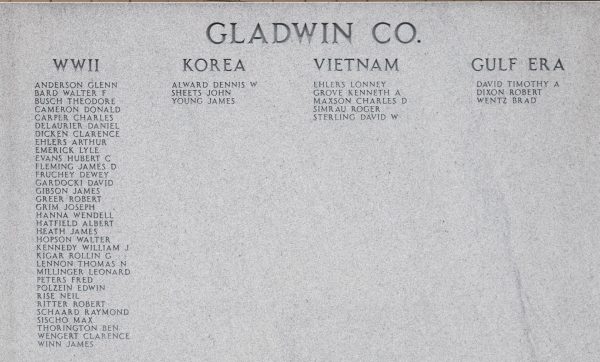 GLADWIN CO.
WWII
ANDERSON GLENN
BARD WALTER F
BUSCH THEODORE
CAMERON DONALD
CARPER CHARLES
DELAURIER DANIEL
DICKEN CLARENCE
EHLERS ARTHUR
EMERICK LYLE
EVANS HUBERT C
FLEMING JAMES D
FRUCHEY DEWEY
GARDOCKI DAVID
GIBSON JAMES
GREER ROBERT
GRIM JOSEPH
HANNA WENDELL
HATFIELD ALBERT
HEATH JAMES
HOPSON WALTER
KENNEDY WILLIAM J
KIGAR ROLLIN G
LENNON THOMAS N
MILLINGER LEONARD
PETERS FRED
POLZEIN EDWIN
RISE NEIL
RITTER ROBERT
SCHAARD RAYMOND
SISCHO MAX
THORINGTON BEN
WENGERT CLARENCE
WINN JAMES
KOREA
ALWARD DENNIS W
SHEETS JOHN
YOUNG JAMES
VIETNAM
EHLERS LONNEY
GROVE KENNETH A
MAXSON CHARLES D
SIMRAU ROGER
STERLING DAVID W
GULF ERA
DAVID TIMOTHY A
DIXON ROBERT
WENTZ BRAD